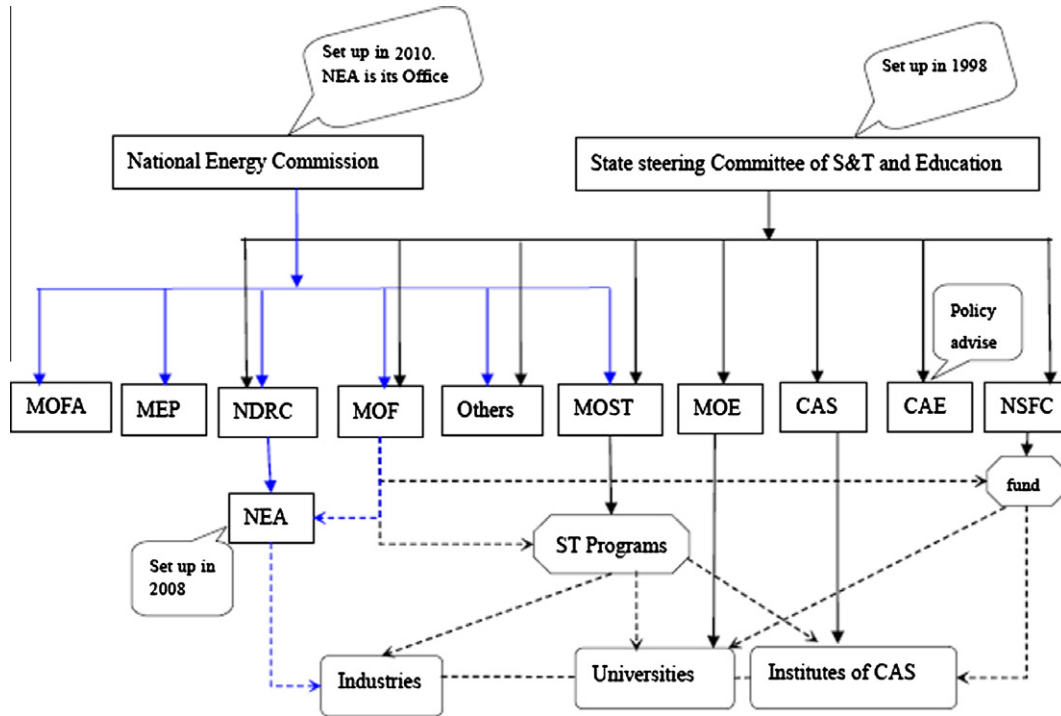 Set up in 2010.
NEA is its Office
Set up in 1998
National Energy Commission
State steering Committee of S&T and Education
Policy
advise
MOFA
MEP
NDRC
MOF
Others
MOST
MOE
CAS
CAE
NSFC
fund
NEA
ST Programs
Set up in
2008
Industries
Universities
Institutes of CAS